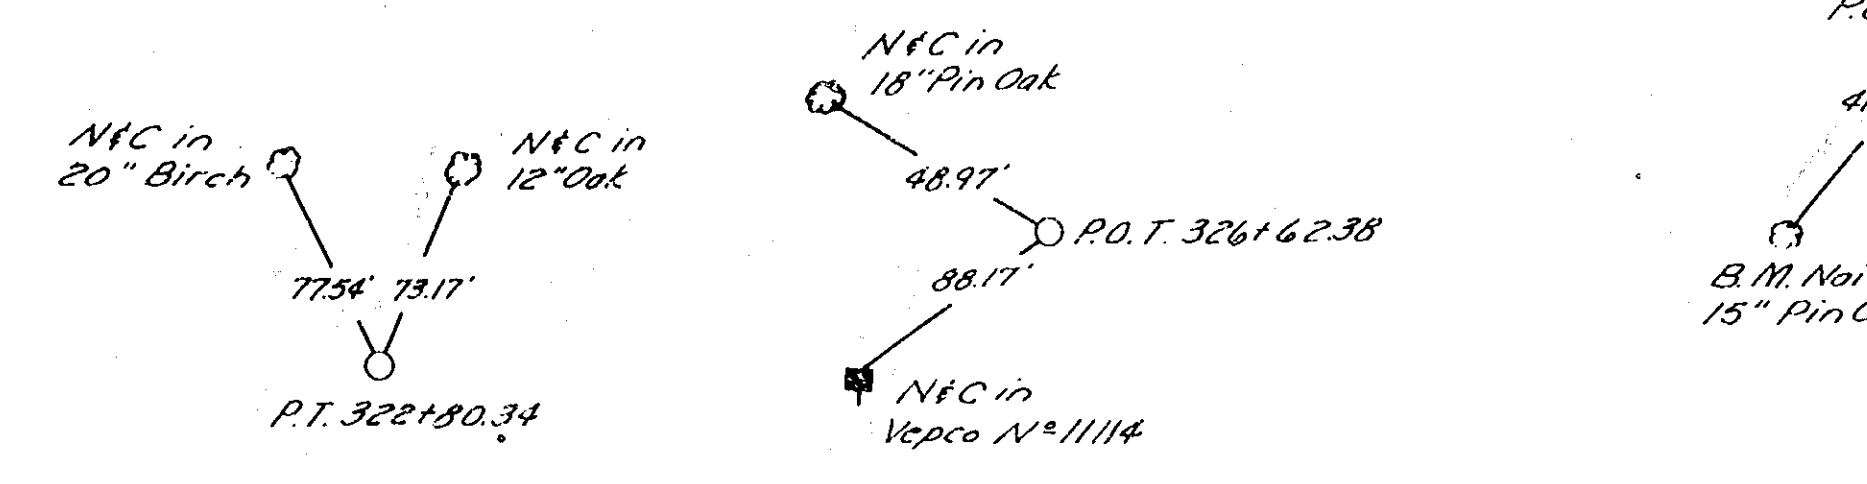 N&C in
20" Birch
N&C in
12" Oak
77.54'
73.17'
P.T. 322+80.34
N&C in
18" Pin Oak
48.97'
P.O.T. 326+62.38
88.17'
N&C in
Vepco Nº 11114
B.M.
15" Pin